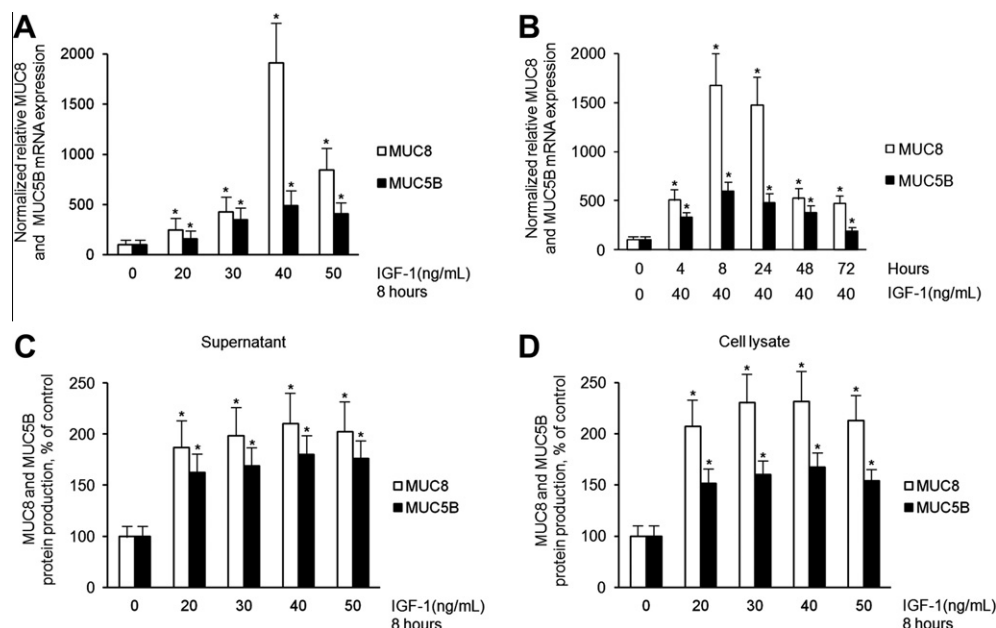 A
Normalized relative MUC8
and MUC5B mRNA expression
2000
1500
1000
500
0
* * * * * * * *
MUC8
MUC5B
0 20 30 40 50 IGF-1(ng/mL)
8 hours
B
Normalized relative MUC8
and MUC5B mRNA expression
2000
1500
1000
500
0
* * * * * * * * * *
MUC8
MUC5B
0 4 8 24 48 72 Hours
0 40 40 40 40 40 IGF-1(ng/mL)
C
Supernatant
MUC8 and MUC5B
protein production, % of control
250
200
150
100
0
* * * * * * * *
MUC8
MUC5B
0 20 30 40 50 IGF-1(ng/mL)
8 hours
D
Cell lysate
MUC8 and MUC5B
protein production, % of control
250
200
150
100
0
* * * * * * * *
MUC8
MUC5B
0 20 30 40 50 IGF-1(ng/mL)
8 hours